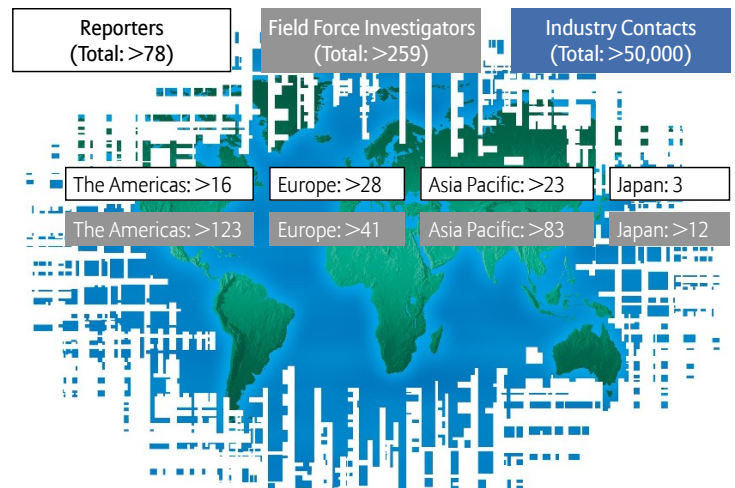 Reporters
(Total: >78)
Field Force Investigators
(Total: >259)
Industry Contacts
(Total: >50,000)
The Americas: >16
Europe: >28
Asia Pacific: >23
Japan: 3
The Americas: >123
Europe: >41
Asia Pacific: >83
Japan: >12